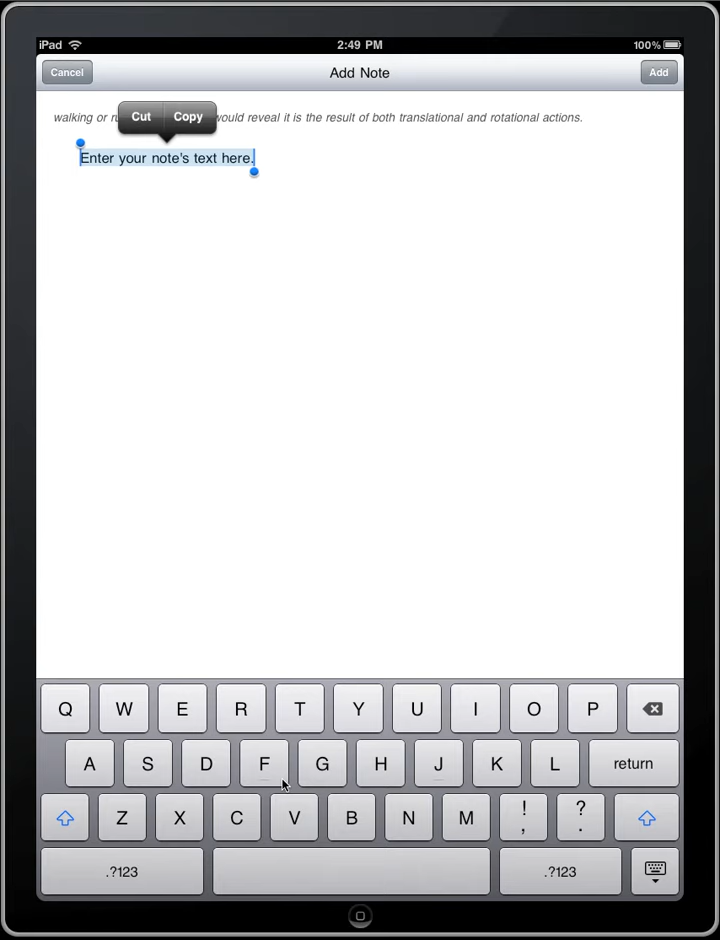 iPad 2:49 PM 100%
Cancel Add Note Add
walking or ru would reveal it is the result of both translational and rotational actions.
Cut Copy
Enter your note's text here.
Q W E R T Y U I O P
A S D F G H J K L return
Z X C V B N M ! , ? .
.?123 .?123